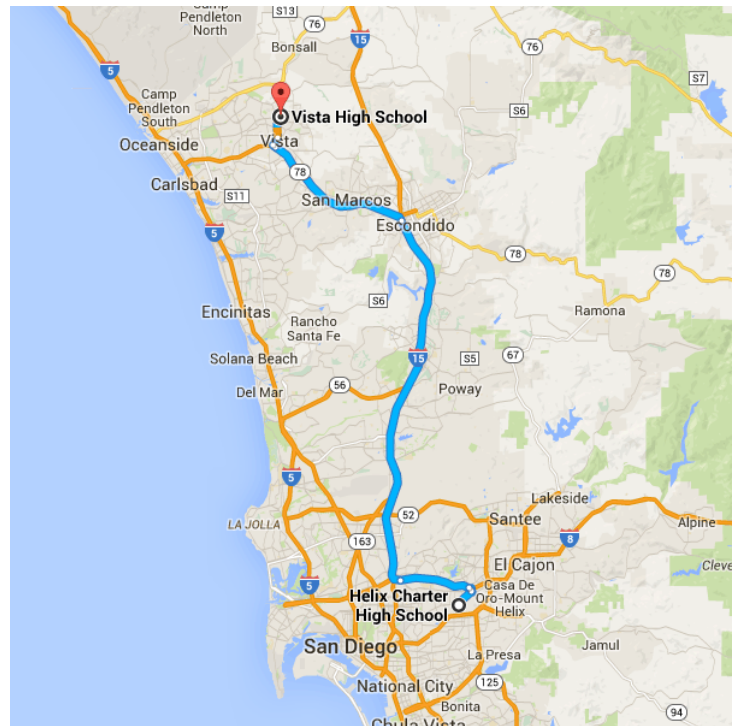 Camp
Pendleton
North
Bonsall
15
76
76
S7
5
Camp
Pendleton
South
Vista High School
S6
Oceanside
Vista
78
Carlsbad
S11
San Marcos
Escondido
5
78
78
S6
Encinitas
Rancho
Santa Fe
Ramona
Solana Beach
15
S5
67
56
Poway
Del Mar
5
Lakeside
LA JOLLA
52
Santee
Alpine
163
8
El Cajon
Cleve
5
Helix Charter
High School
Casa De
Oro-Mount
Helix
San Diego
Jamul
La Presa
National City
125
Bonita
94
Chula Vista